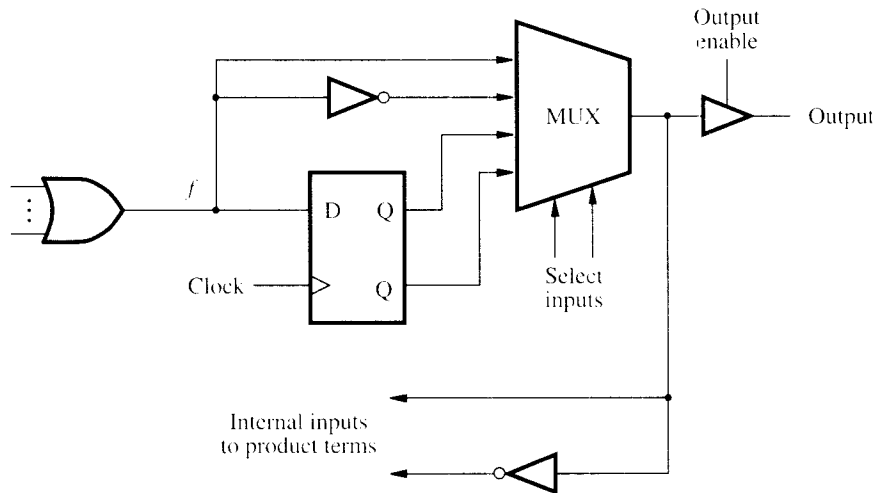 Output
enable
MUX
Output
f
D Q
Clock
Q
Select
inputs
Internal inputs
to product terms